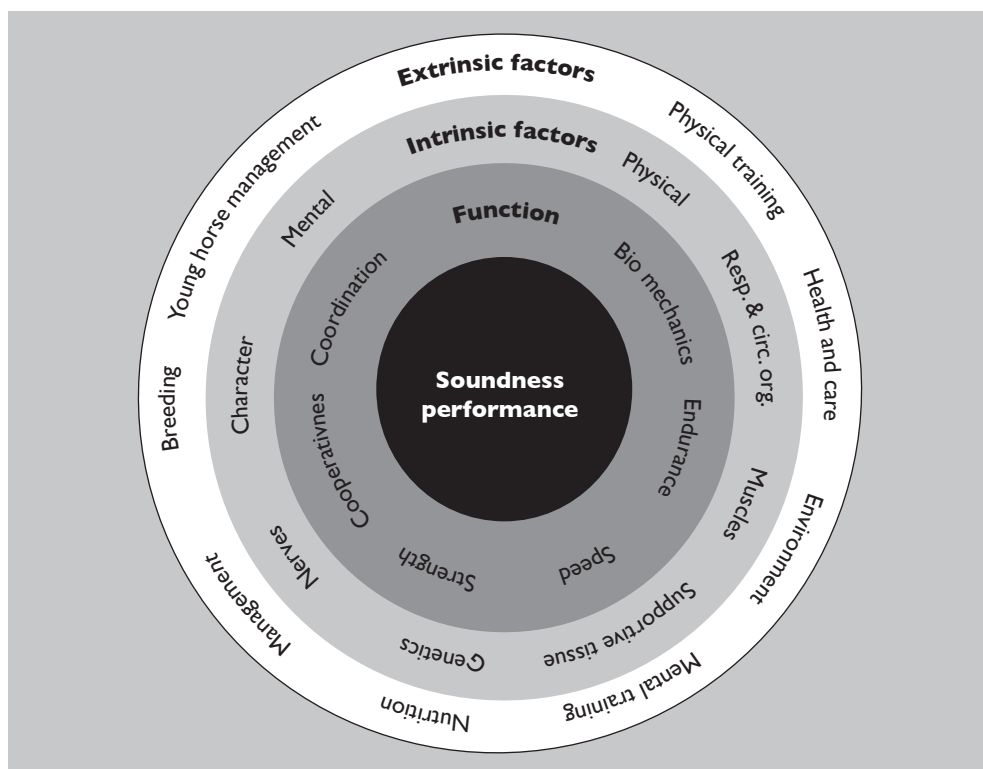 Extrinsic factors
Physical training
Health and care
Environment
Mental training
Nutrition
Management
Breeding
Young horse management
Intrinsic factors
Physical
Resp. & circ. org.
Muscles
Supportive tissue
Genetics
Nerves
Character
Mental
Function
Bio mechanics
Endurance
Speed
Strength
Cooperativnes
Coordination
Soundness
performance